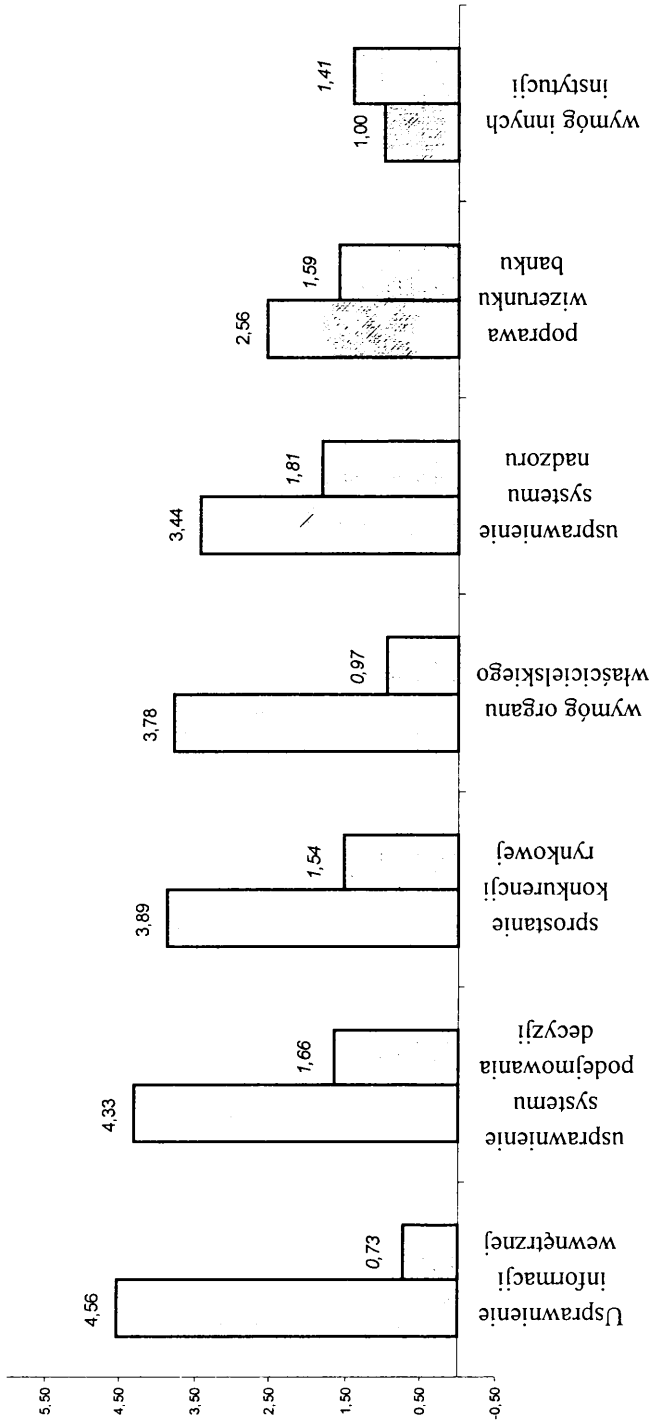 5,50
4,50
3,50
2,50
1,50
0,50
-0,50
4,56
0,73
4,33
1,66
3,89
1,54
3,78
0,97
3,44
1,81
2,56
1,59
1,00
1,41
Usprawnienie
informacji
wewnętrznej
usprawnienie
systemu
podejmowania
decyzji
sprostanie
konkurencji
rynkowej
wymóg organu
właścicielskiego
usprawnienie
systemu
nadzoru
poprawa
wizerunku
banku
wymóg innych
instytucji